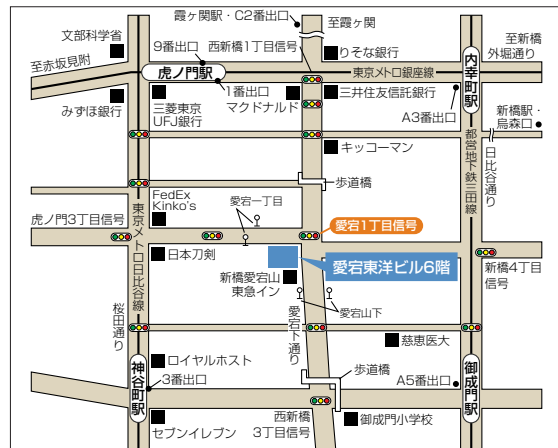 霞ヶ関駅・C2番出口
至霞ヶ関
文部科学省
9番出口
西新橋1丁目信号
りそな銀行
至新橋
外堀通り
至赤坂見附
虎ノ門駅
東京メトロ銀座線
内幸町駅
1番出口
みずほ銀行
三菱東京
UFJ銀行
マクドナルド
三井住友信託銀行
A3番出口
新橋駅・
烏森口
キッコーマン
都営地下鉄三田線
日比谷通り
歩道橋
FedEx
Kinko's
愛宕一丁目
虎ノ門3丁目信号
東京メトロ日比谷線
愛宕1丁目信号
日本刀剣
愛宕東洋ビル6階
新橋愛宕山
東急イン
新橋4丁目
信号
桜田通り
愛宕下通り
愛宕山下
慈恵医大
ロイヤルホスト
歩道橋
神谷町駅
3番出口
A5番出口
御成門駅
西新橋
3丁目信号
御成門小学校
セブンイレブン